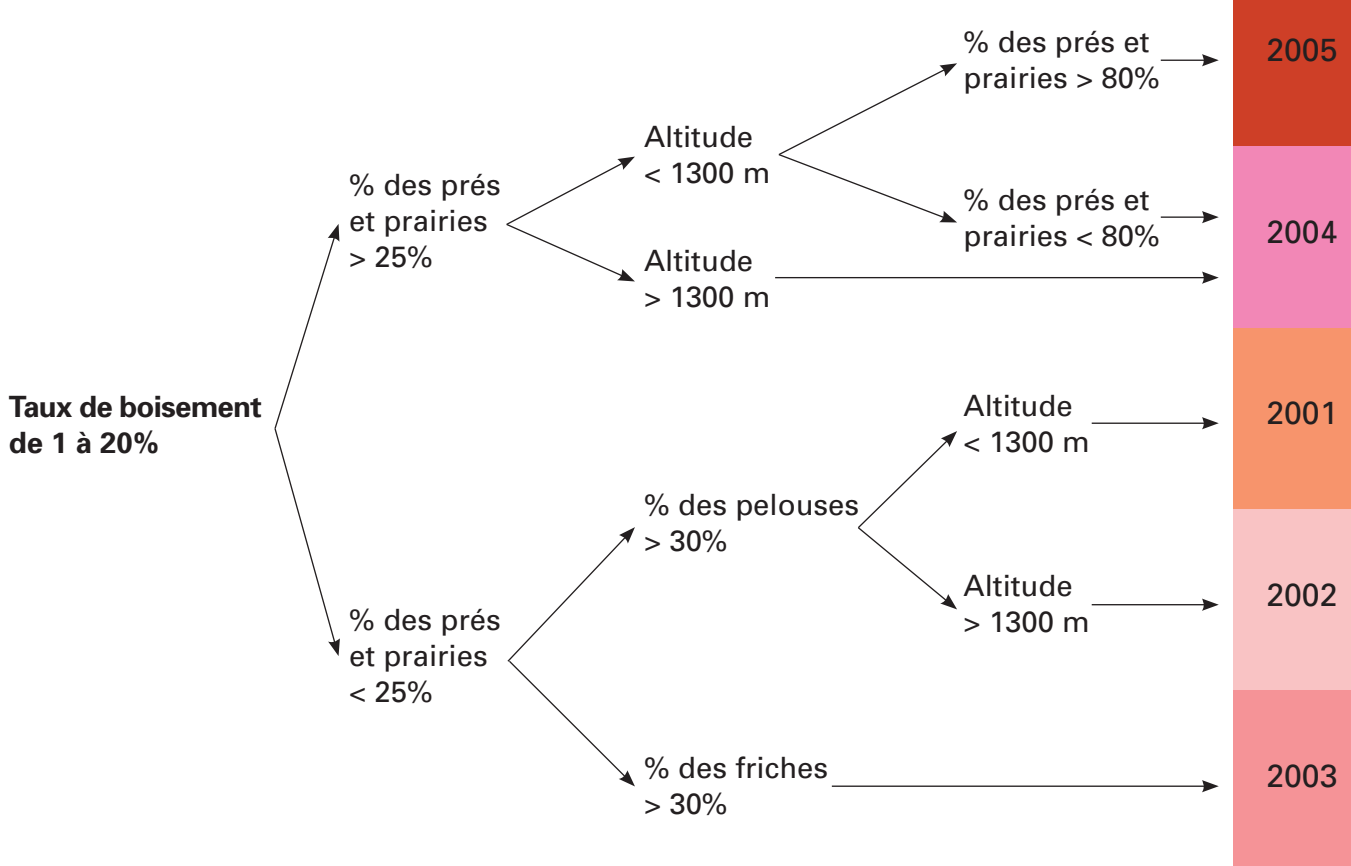 % des prés et
prairies > 80%
2005
Altitude
< 1300 m
% des prés
et prairies
> 25%
% des prés et
prairies < 80%
2004
Altitude
> 1300 m
Taux de boisement
de 1 à 20%
Altitude
< 1300 m
2001
% des pelouses
> 30%
Altitude
> 1300 m
2002
% des prés
et prairies
< 25%
% des friches
> 30%
2003